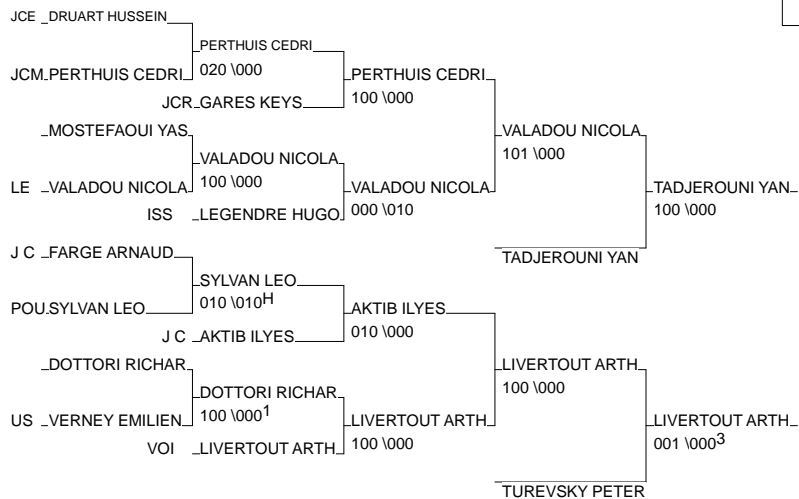 JCE DRUART HUSSEIN
PERTHUIS CEDRI
020 \000
JCM PERTHUIS CEDRI
PERTHUIS CEDRI
100 \000
JCR GARES KEYS
MOSTEFAOUI YAS
VALADOU NICOLA
101 \000
VALADOU NICOLA
100 \000
LE VALADOU NICOLA
VALADOU NICOLA
000 \010
TADJEROUNI YAN
100 \000
ISS LEGENDRE HUGO
J C FARGE ARNAUD
TADJEROUNI YAN
SYLVAN LEO
010 \010H
POU SYLVAN LEO
AKTIB ILYES
010 \000
J C AKTIB ILYES
DOTTORI RICHAR
LIVERTOUT ARTH
100 \000
DOTTORI RICHAR
100 \0001
US VERNEY EMILIEN
LIVERTOUT ARTH
100 \000
LIVERTOUT ARTH
001 \0003
VOI LIVERTOUT ARTH
TUREVSKY PETER